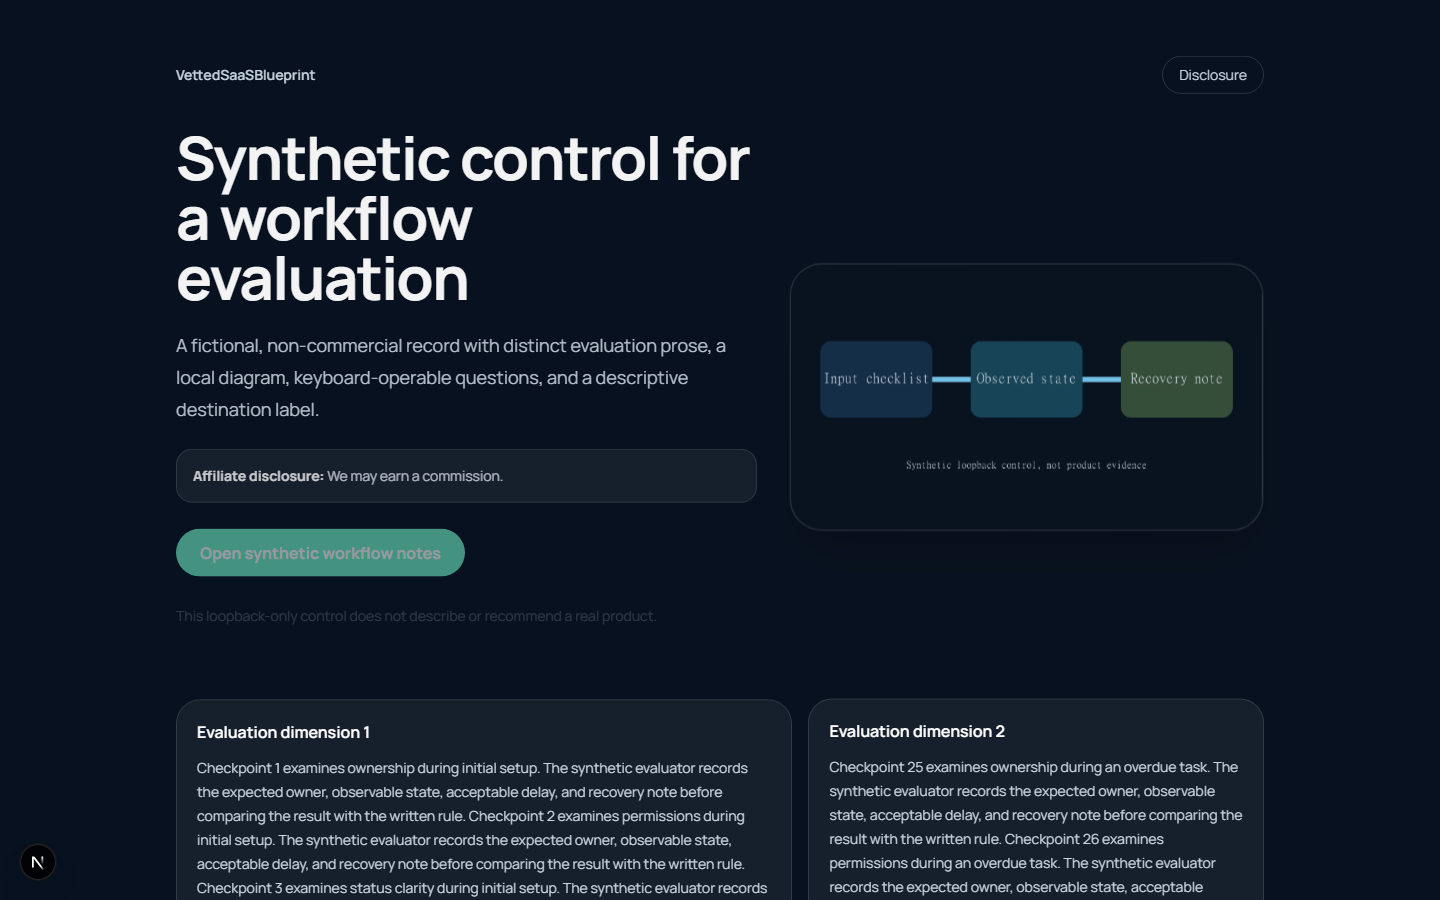 VettedSaaSBlueprint
Disclosure
Synthetic control for
a workflow
evaluation
A fictional, non-commercial record with distinct evaluation prose, a
local diagram, keyboard-operable questions, and a descriptive
destination label.
Affiliate disclosure: We may earn a commission.
Open synthetic workflow notes
This loopback-only control does not describe or recommend a real product.
Input checklist
Observed state
Recovery note
Synthetic loopback control, not product evidence
Evaluation dimension 1
Checkpoint 1 examines ownership during initial setup. The synthetic evaluator records
the expected owner, observable state, acceptable delay, and recovery note before
comparing the result with the written rule. Checkpoint 2 examines permissions during
initial setup. The synthetic evaluator records the expected owner, observable state,
acceptable delay, and recovery note before comparing the result with the written rule.
Checkpoint 3 examines status clarity during initial setup. The synthetic evaluator records
Evaluation dimension 2
Checkpoint 25 examines ownership during an overdue task. The
synthetic evaluator records the expected owner, observable
state, acceptable delay, and recovery note before comparing the
result with the written rule. Checkpoint 26 examines
permissions during an overdue task. The synthetic evaluator
records the expected owner, observable state, acceptable
N